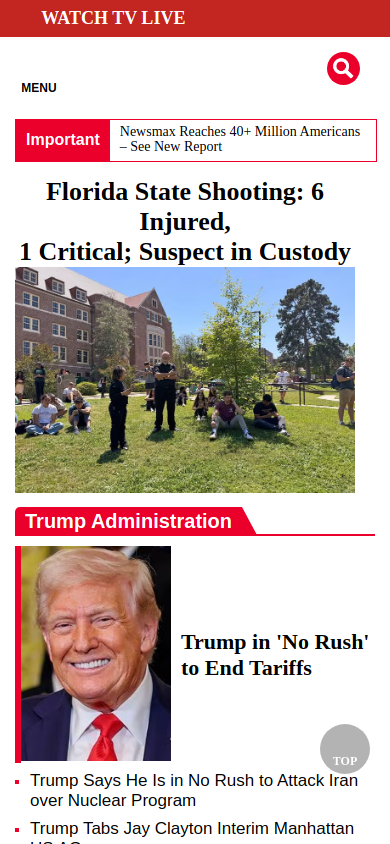 WATCH TV LIVE
MENU
Important
Newsmax Reaches 40+ Million Americans
– See New Report
Florida State Shooting: 6
Injured,
1 Critical; Suspect in Custody
Trump Administration
Trump in 'No Rush'
to End Tariffs
TOP
Trump Says He Is in No Rush to Attack Iran
over Nuclear Program
Trump Tabs Jay Clayton Interim Manhattan